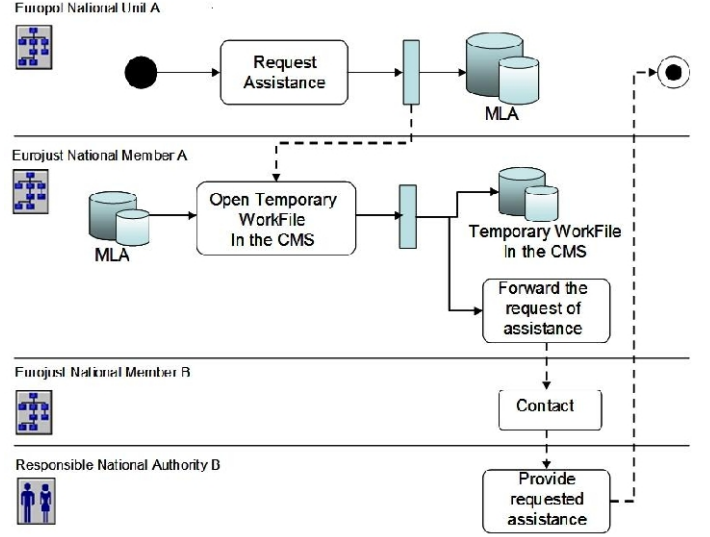 Europol National Unit A
Request
Assistance
MLA
Eurojust National Member A
Open Temporary
WorkFile
In the CMS
MLA
Temporary WorkFile
In the CMS
Forward the
request of
assistance
Eurojust National Member B
Contact
Responsible National Authority B
Provide
requested
assistance